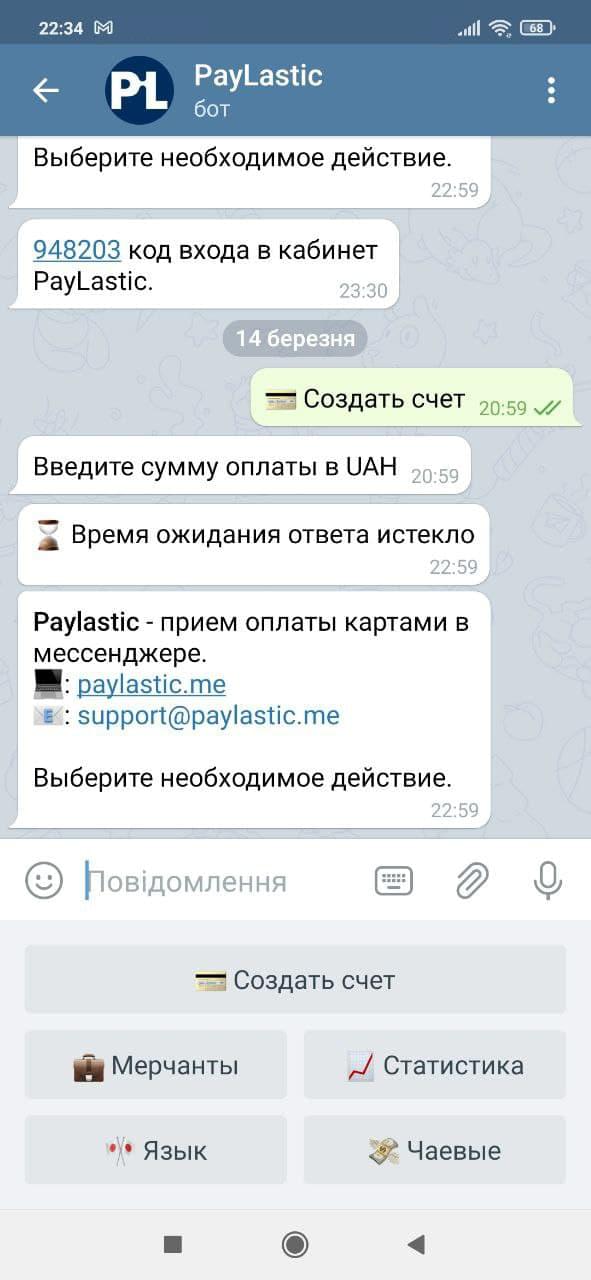 22:34
68
PL
PayLastic
бот
Выберите необходимое действие.
22:59
948203 код входа в кабинет
PayLastic.
23:30
14 березня
Создать счет 20:59
Введите сумму оплаты в UAH 20:59
Время ожидания ответа истекло
22:59
Paylastic - прием оплаты картами в
мессенджере.
: paylastic.me
: support@paylastic.me
Выберите необходимое действие.
22:59
Повідомлення
Создать счет
Мерчанты
Статистика
Язык
Чаевые